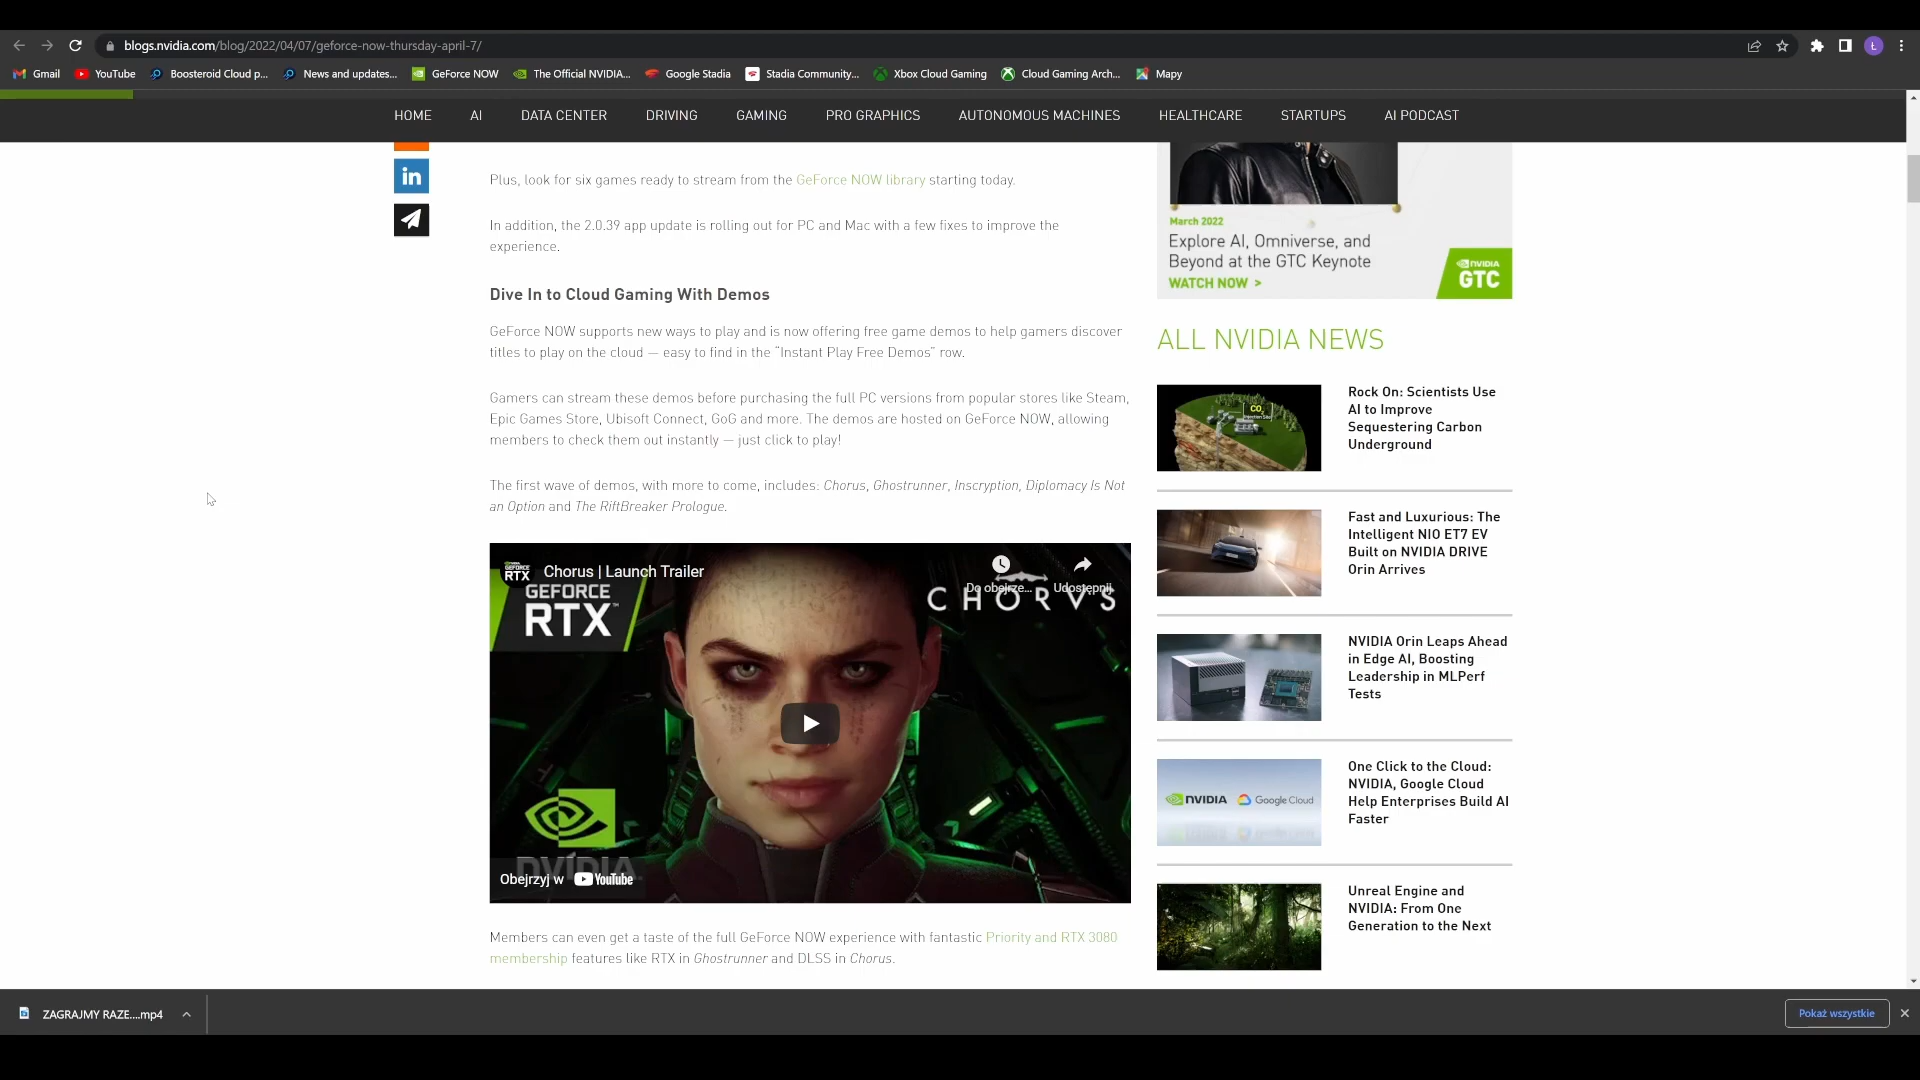 blogs.nvidia.com/blog/2022/04/07/geforce-now-thursday-april-7/
Ł
Gmail
YouTube
Boosteroid Cloud p...
News and updates...
GeForce NOW
The Official NVIDIA...
Google Stadia
Stadia Community...
Xbox Cloud Gaming
Cloud Gaming Arch...
Mapy
HOME
AI
DATA CENTER
DRIVING
GAMING
PRO GRAPHICS
AUTONOMOUS MACHINES
HEALTHCARE
STARTUPS
AI PODCAST
in
Plus, look for six games ready to stream from the GeForce NOW library starting today.
In addition, the 2.0.39 app update is rolling out for PC and Mac with a few fixes to improve the
experience.
Dive In to Cloud Gaming With Demos
GeForce NOW supports new ways to play and is now offering free game demos to help gamers discover
titles to play on the cloud — easy to find in the “Instant Play Free Demos” row.
Gamers can stream these demos before purchasing the full PC versions from popular stores like Steam,
Epic Games Store, Ubisoft Connect, GoG and more. The demos are hosted on GeForce NOW, allowing
members to check them out instantly — just click to play!
The first wave of demos, with more to come, includes: Chorus, Ghostrunner, Inscryption, Diplomacy Is Not
an Option and The RiftBreaker Prologue.
GEFORCE
RTX
Chorus | Launch Trailer
Do obejrze...
Udostępnij
GEFORCE
RTX™
CHORVS
NVIDIA
Obejrzyj w YouTube
Members can even get a taste of the full GeForce NOW experience with fantastic Priority and RTX 3080
membership features like RTX in Ghostrunner and DLSS in Chorus.
March 2022
Explore AI, Omniverse, and
Beyond at the GTC Keynote
WATCH NOW >
NVIDIA
GTC
ALL NVIDIA NEWS
CO₂
Rock On: Scientists Use
AI to Improve
Sequestering Carbon
Underground
Fast and Luxurious: The
Intelligent NIO ET7 EV
Built on NVIDIA DRIVE
Orin Arrives
NVIDIA Orin Leaps Ahead
in Edge AI, Boosting
Leadership in MLPerf
Tests
NVIDIA Google Cloud
One Click to the Cloud:
NVIDIA, Google Cloud
Help Enterprises Build AI
Faster
Unreal Engine and
NVIDIA: From One
Generation to the Next
ZAGRAJMY RAZE....mp4
Pokaż wszystkie